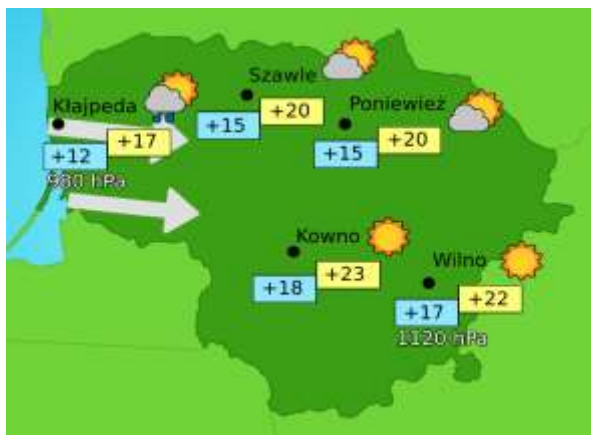 Szawle
Kłajpeda
Poniewież
+20
+15
+17
+20
+15
+12
980 hPa
Kowno
Wilno
+23
+18
+22
+17
1120 hPa